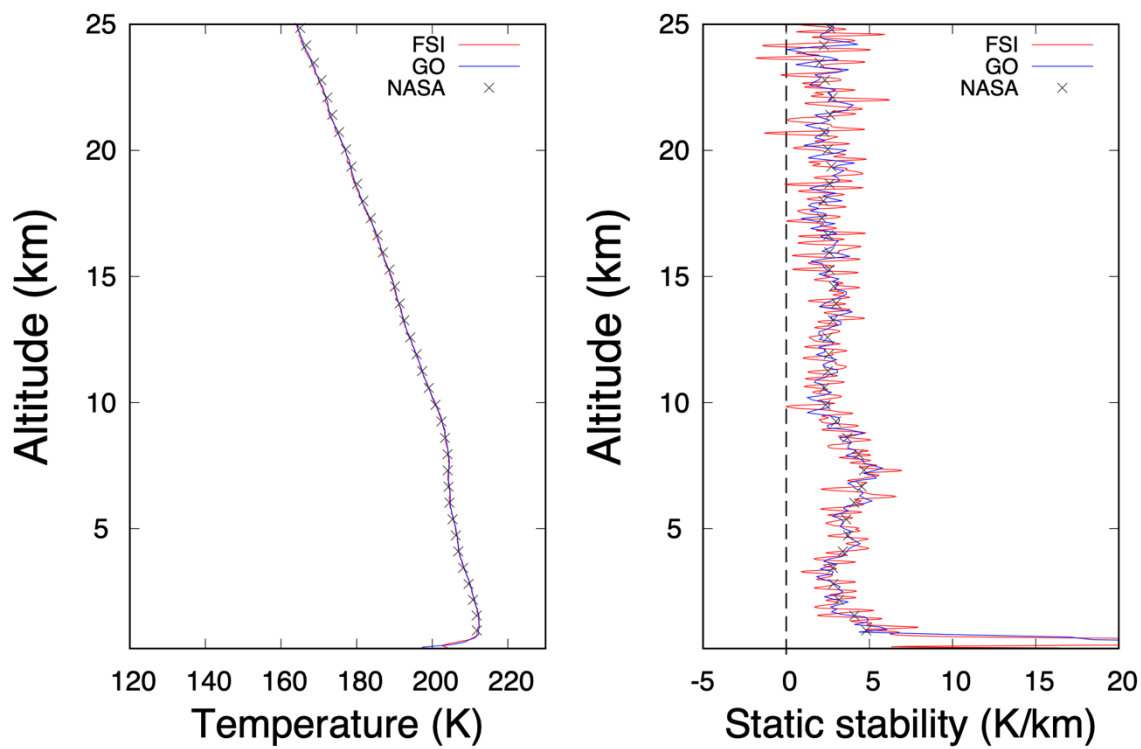 25
20
15
10
5
Altitude (km)
FSI
GO
NASA
120 140 160 180 200 220
Temperature (K)
25
20
15
10
5
Altitude (km)
FSI
GO
NASA
-5 0 5 10 15 20
Static stability (K/km)